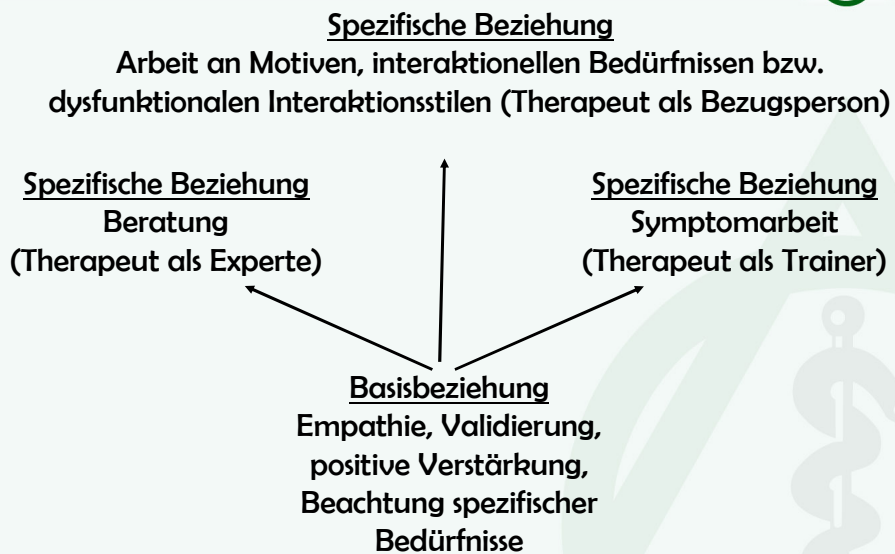 Spezifische Beziehung
Arbeit an Motiven, interaktionellen Bedürfnissen bzw.
dysfunktionalen Interaktionsstilen (Therapeut als Bezugsperson)
Spezifische Beziehung
Beratung
(Therapeut als Experte)
Spezifische Beziehung
Symptomarbeit
(Therapeut als Trainer)
Basisbeziehung
Empathie, Validierung,
positive Verstärkung,
Beachtung spezifischer
Bedürfnisse